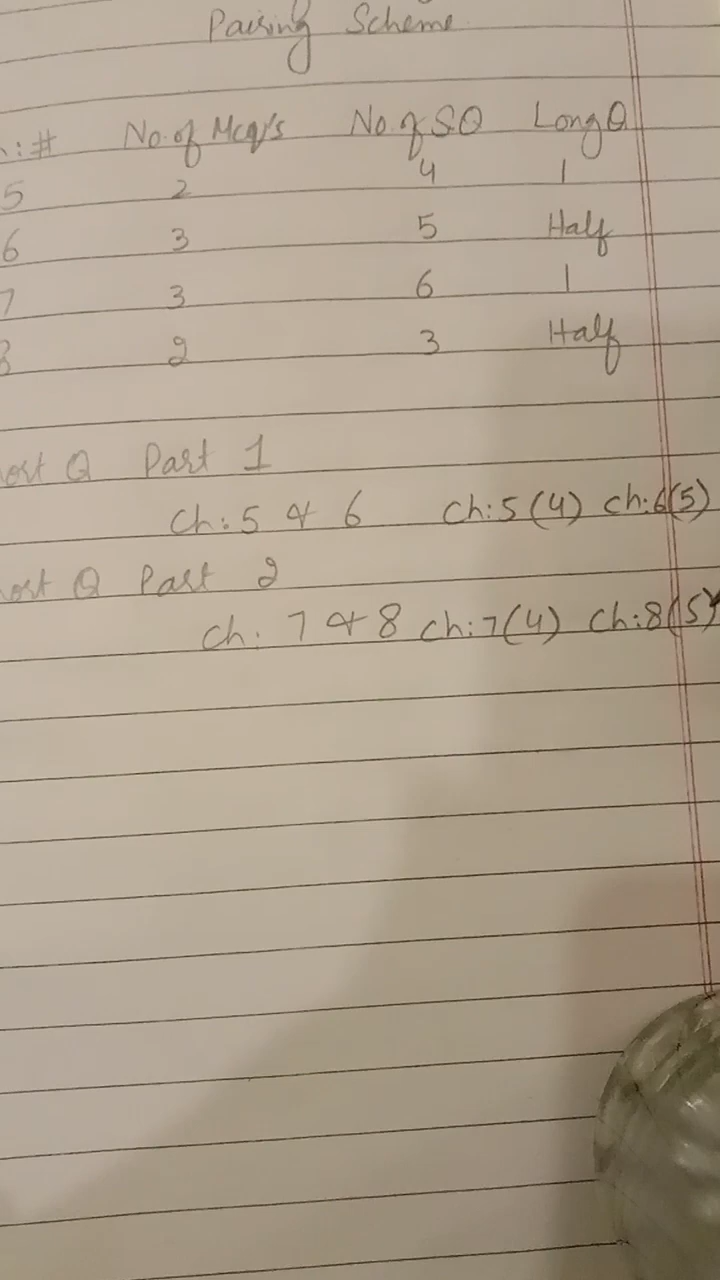 Pairing Scheme
:# No. of Mcq's No. of SQ Long Q
5 2 4 1
6 3 5 Half
7 3 6 1
8 2 3 Half
ort Q Part 1
Ch: 5 & 6 Ch: 5 (4) Ch: 6 (5)
ort Q Part 2
Ch: 7 & 8 Ch: 7 (4) Ch: 8 (5)